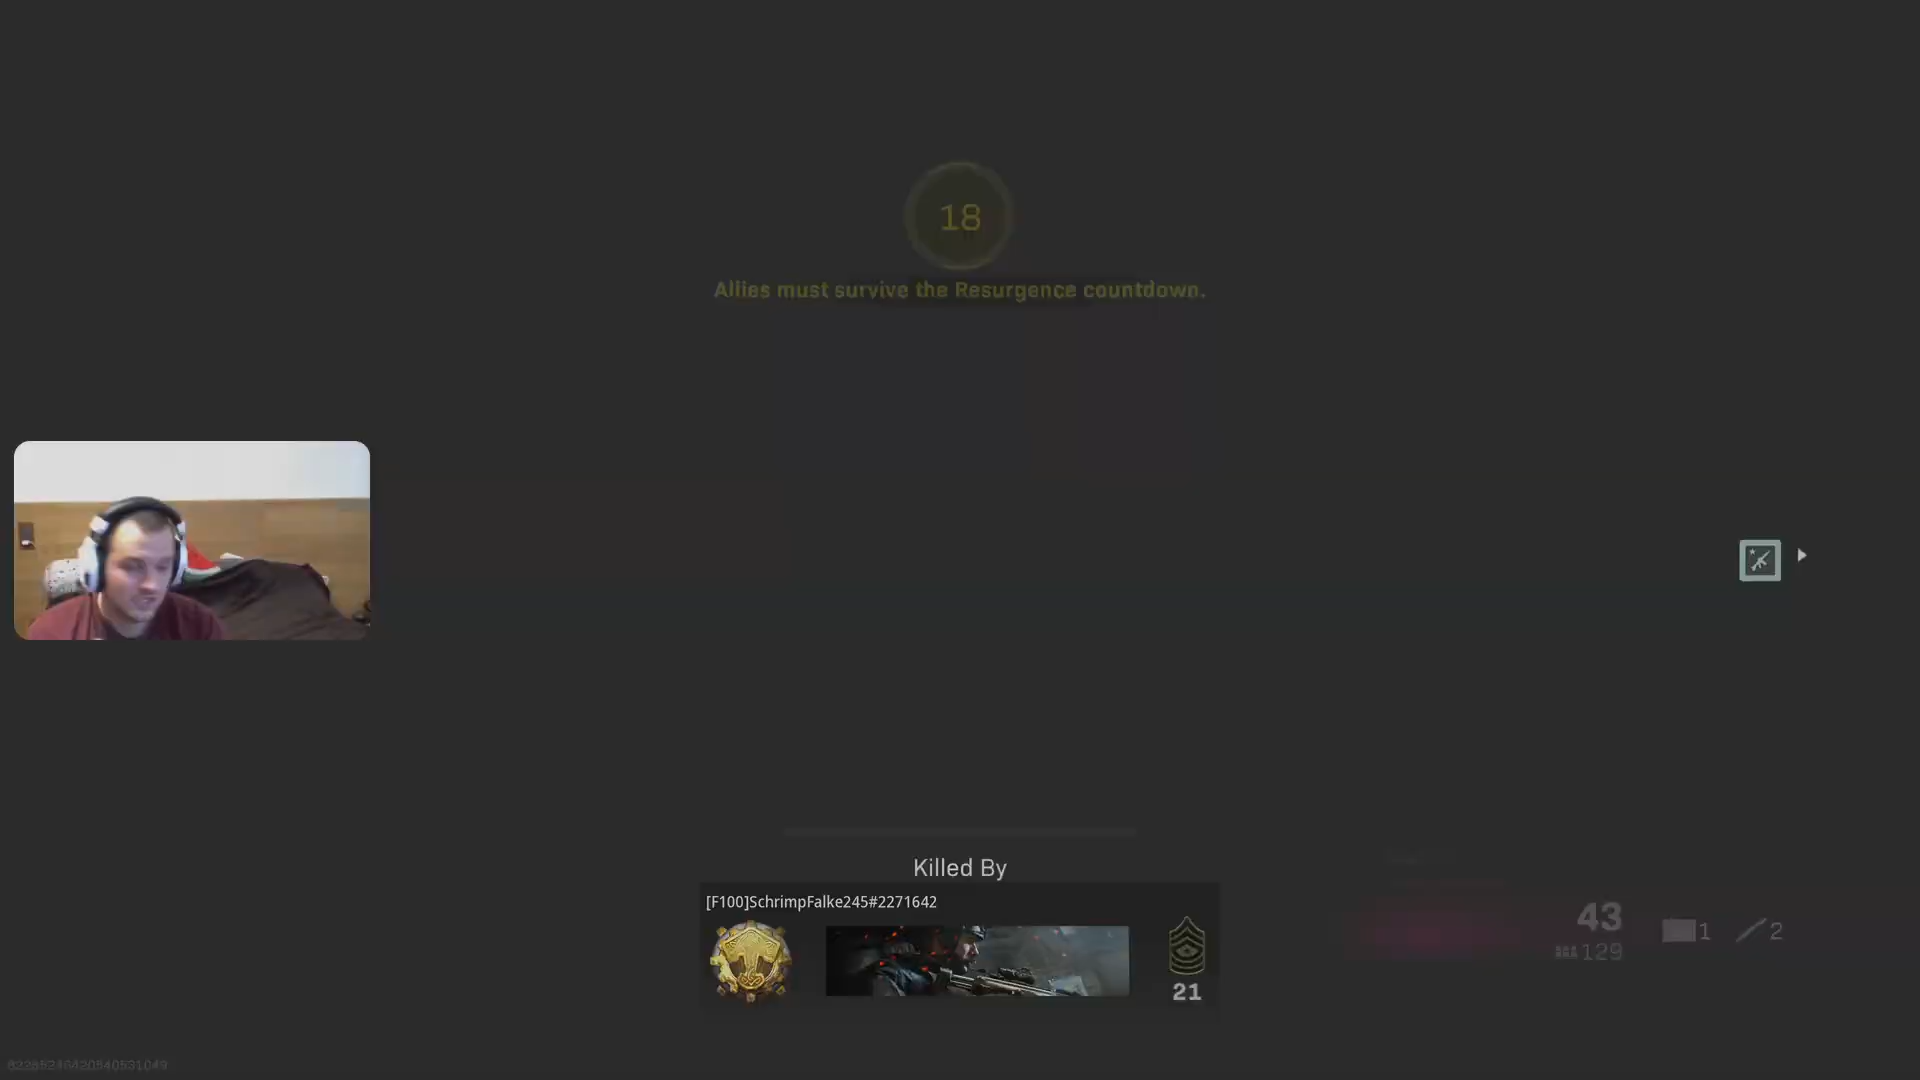 18
Allies must survive the Resurgence countdown.
Killed By
[F100]SchrimpFalke245#2271642
21
43
129
1
2